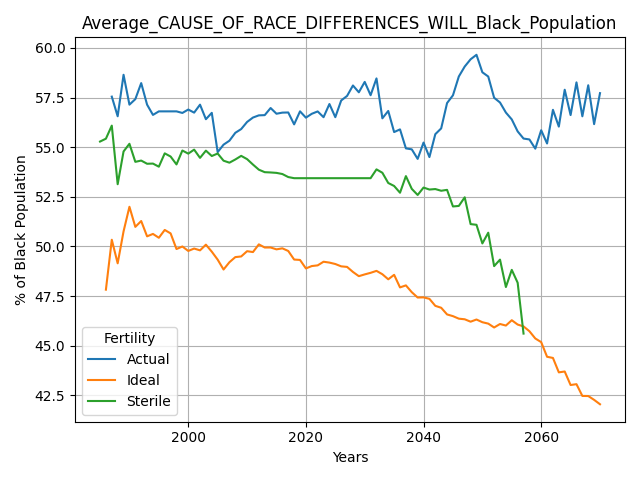 Average_CAUSE_OF_RACE_DIFFERENCES_WILL_Black_Population
60.0
57.5
55.0
52.5
50.0
47.5
45.0
42.5
% of Black Population
Fertility
Actual
Ideal
Sterile
2000
2020
2040
2060
Years